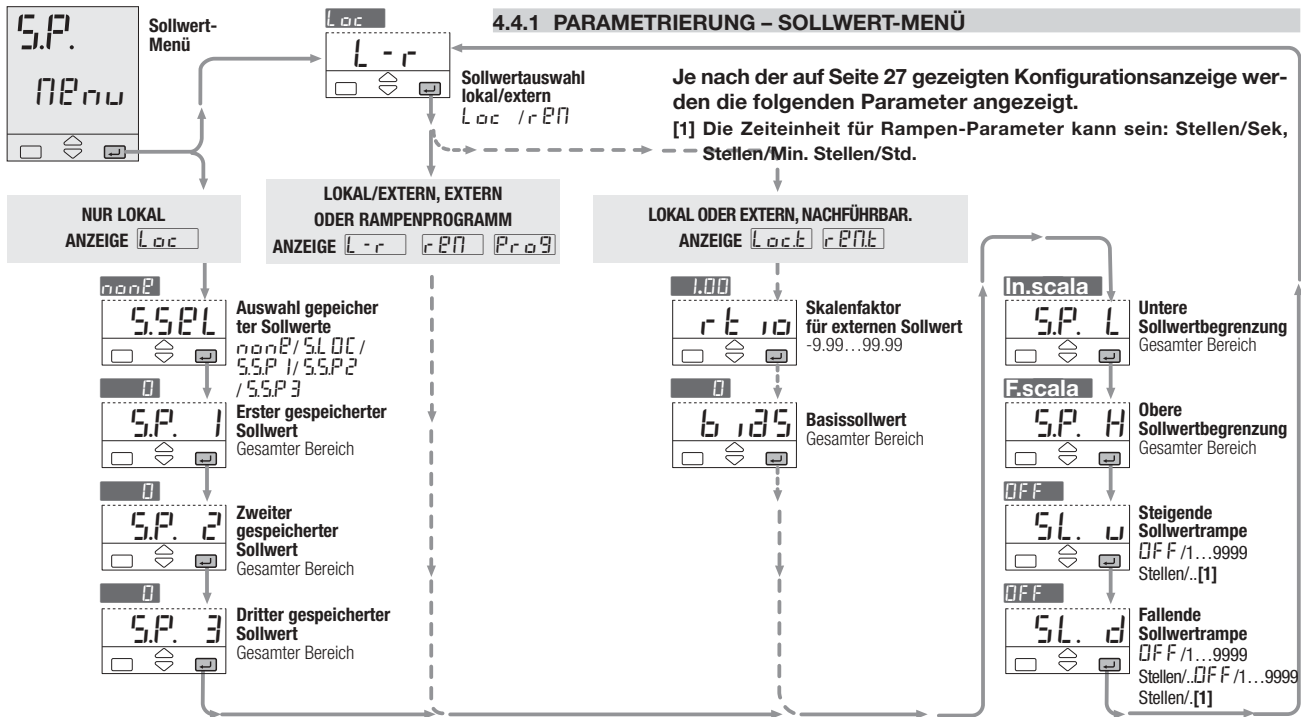 4.4.1 PARAMETRIERUNG – SOLLWERT-MENÜ
S.P.
MEnu
Sollwert-
Menü
Loc
L-r
Sollwertauswahl
lokal/extern
Loc /rEM
Je nach der auf Seite 27 gezeigten Konfigurationsanzeige wer-
den die folgenden Parameter angezeigt.
[1] Die Zeiteinheit für Rampen-Parameter kann sein: Stellen/Sek,
Stellen/Min. Stellen/Std.
NUR LOKAL
ANZEIGE Loc
LOKAL/EXTERN, EXTERN
ODER RAMPENPROGRAMM
ANZEIGE L-r rEM Prog
LOKAL ODER EXTERN, NACHFÜHRBAR.
ANZEIGE Loc.t rEM.t
nonE
S.SEL
Auswahl gepeicher
ter Sollwerte
nonE/ S.LOC/
S.S.P 1/ S.S.P2
/ S.S.P 3
0
S.P. 1
Erster gespeicherter
Sollwert
Gesamter Bereich
0
S.P. 2
Zweiter
gespeicherter
Sollwert
Gesamter Bereich
0
S.P. 3
Dritter gespeicherter
Sollwert
Gesamter Bereich
1.00
rtio
Skalenfaktor
für externen Sollwert
-9.99…99.99
0
biaS
Basissollwert
Gesamter Bereich
In.scala
S.P. L
Untere
Sollwertbegrenzung
Gesamter Bereich
F.scala
S.P. H
Obere
Sollwertbegrenzung
Gesamter Bereich
OFF
SL. u
Steigende
Sollwertrampe
OFF /1…9999
Stellen/..[1]
OFF
SL. d
Fallende
Sollwertrampe
OFF /1…9999
Stellen/..OFF /1…9999
Stellen/.[1]